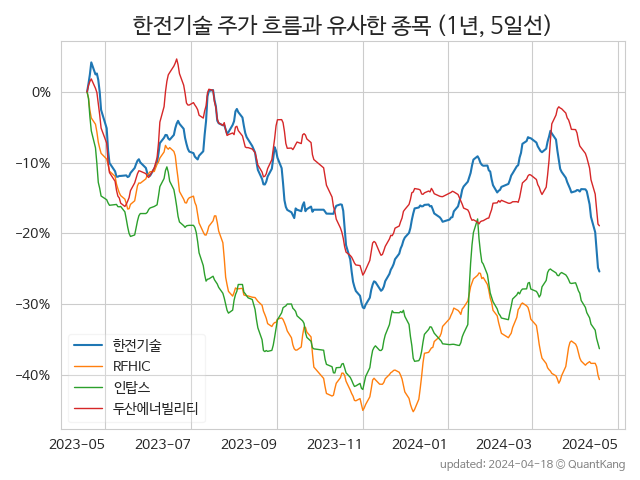 한전기술 주가 흐름과 유사한 종목 (1년, 5일선)
0%
−10%
−20%
−30%
−40%
한전기술
RFHIC
인탑스
두산에너빌리티
2023-05 2023-07 2023-09 2023-11 2024-01 2024-03 2024-05
updated: 2024-04-18 ⓒ QuantKang